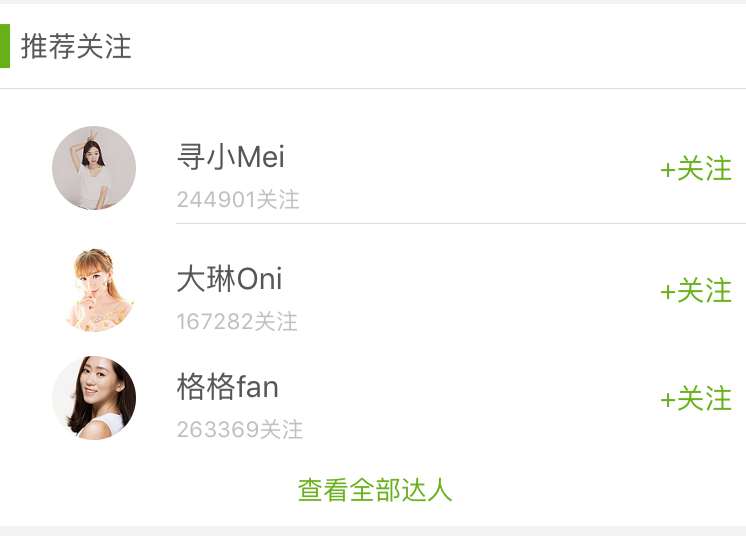 推荐关注
寻小Mei
244901关注
+关注
大琳Oni
167282关注
+关注
格格fan
263369关注
+关注
查看全部达人